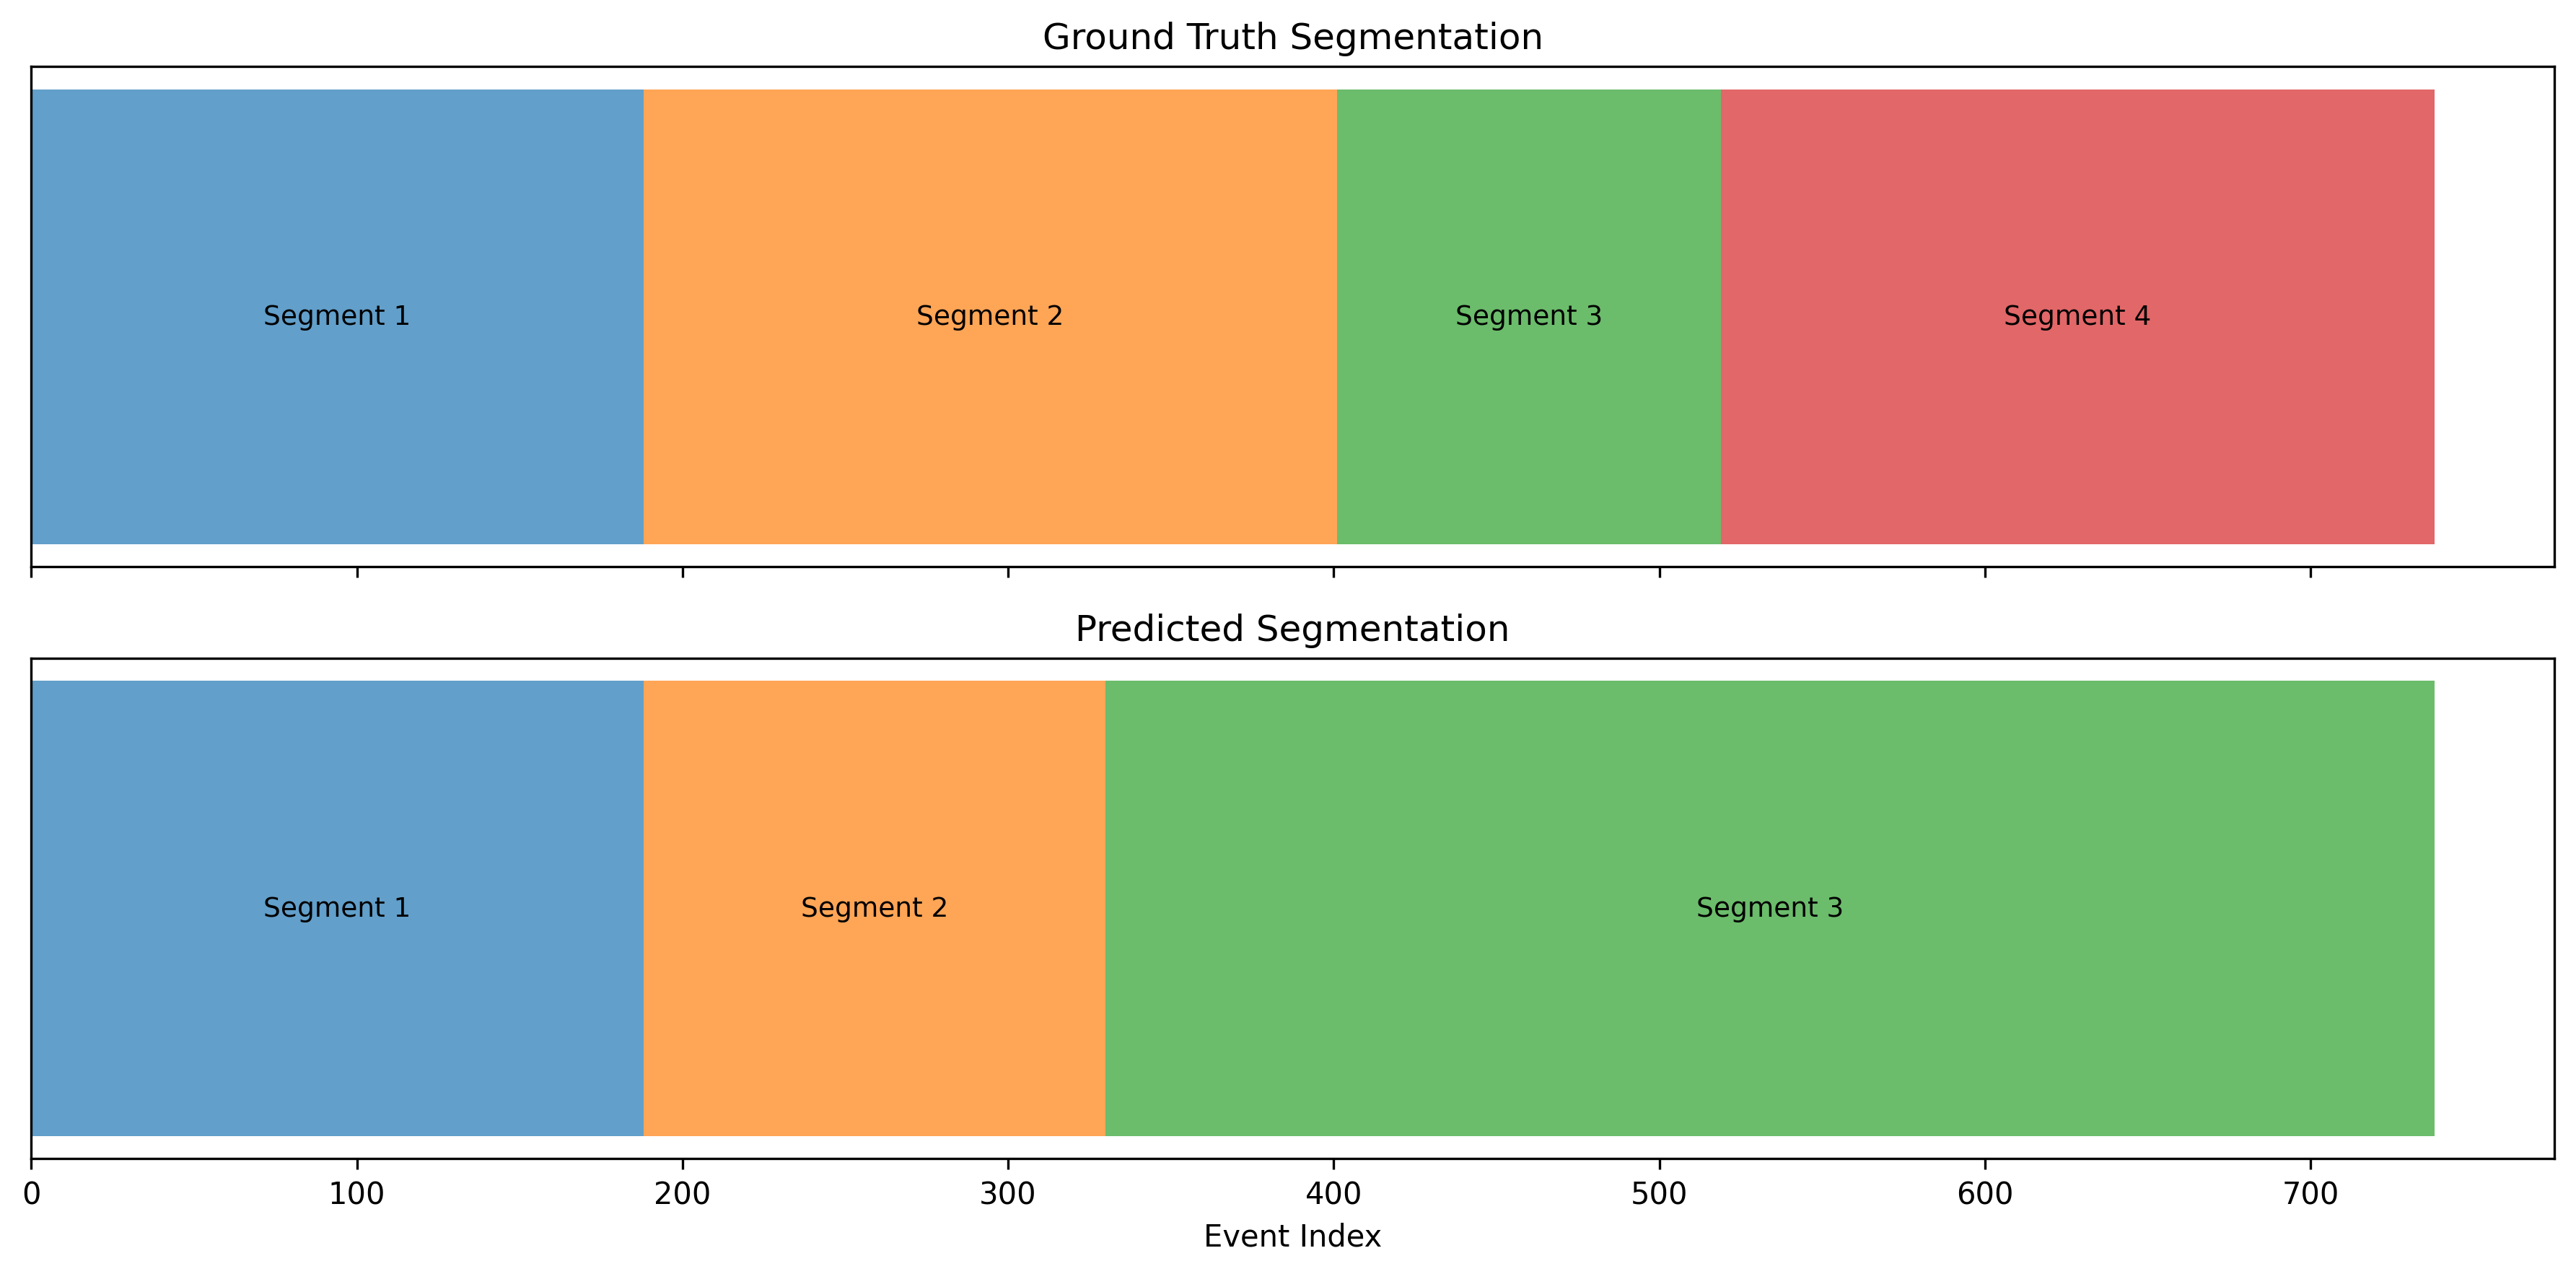 Ground Truth Segmentation
Segment 1 Segment 2 Segment 3 Segment 4
Predicted Segmentation
Segment 1 Segment 2 Segment 3
0 100 200 300 400 500 600 700
Event Index